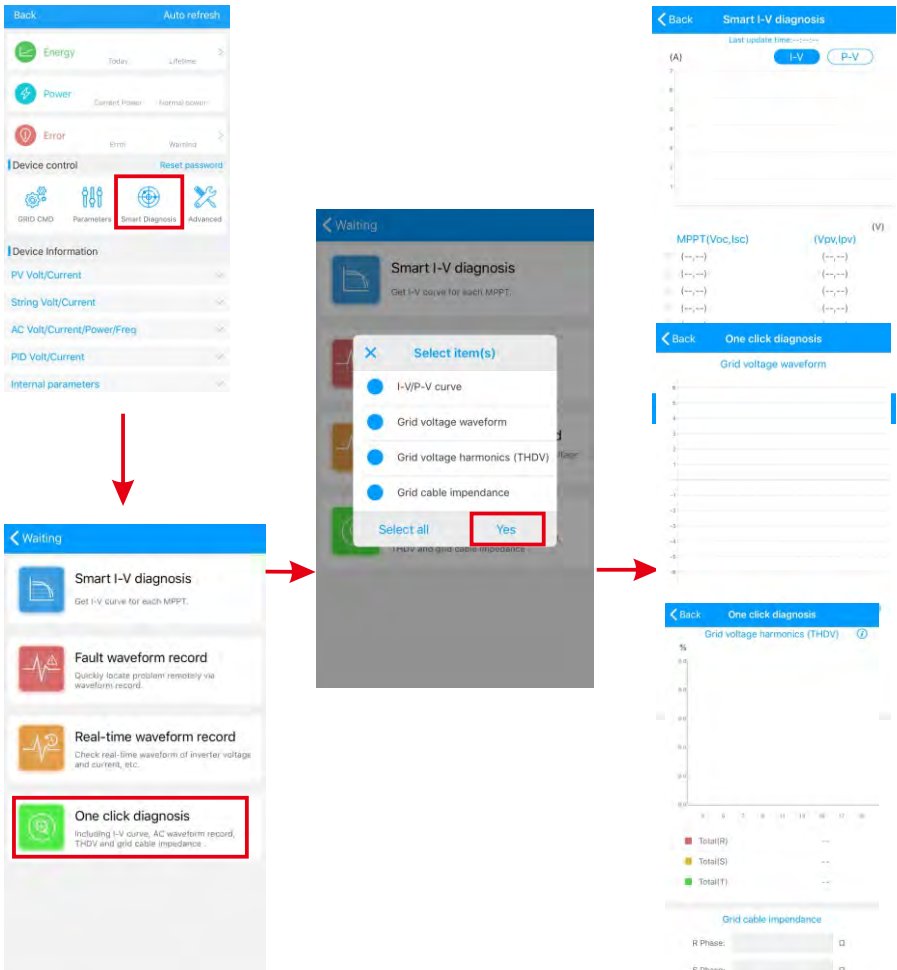 Back Auto refresh
Energy
Today Lifetime
Power
Current Power Normal power
Error
Error Warning
Device control Reset password
GRID CMD Parameters Smart Diagnosis Advanced
Device Information
PV Volt/Current
String Volt/Current
AC Volt/Current/Power/Freq
PID Volt/Current
Internal parameters
Waiting
Smart I-V diagnosis
Get I-V curve for each MPPT.
Fault waveform record
Quickly locate problem remotely via
waveform record.
Real-time waveform record
Check real-time waveform of inverter voltage
and current, etc.
One click diagnosis
Including I-V curve, AC waveform record,
THDV and grid cable impedance .
Waiting
Smart I-V diagnosis
Get I-V curve for each MPPT.
Select item(s)
I-V/P-V curve
Grid voltage waveform
Grid voltage harmonics (THDV)
Grid cable impendance
Select all Yes
THDV and grid cable impedance .
Back Smart I-V diagnosis
Last update time:--:--:--
(A) I-V P-V
7
(V)
MPPT(Voc,Isc) (Vpv,Ipv)
(--,--) (--,--)
(--,--) (--,--)
(--,--) (--,--)
(--,--) (--,--)
Back One click diagnosis
Grid voltage waveform
Back One click diagnosis
Grid voltage harmonics (THDV)
%
Total(R) --
Total(S) --
Total(T) --
Grid cable impendance
R Phase: Ω
S Phase: Ω